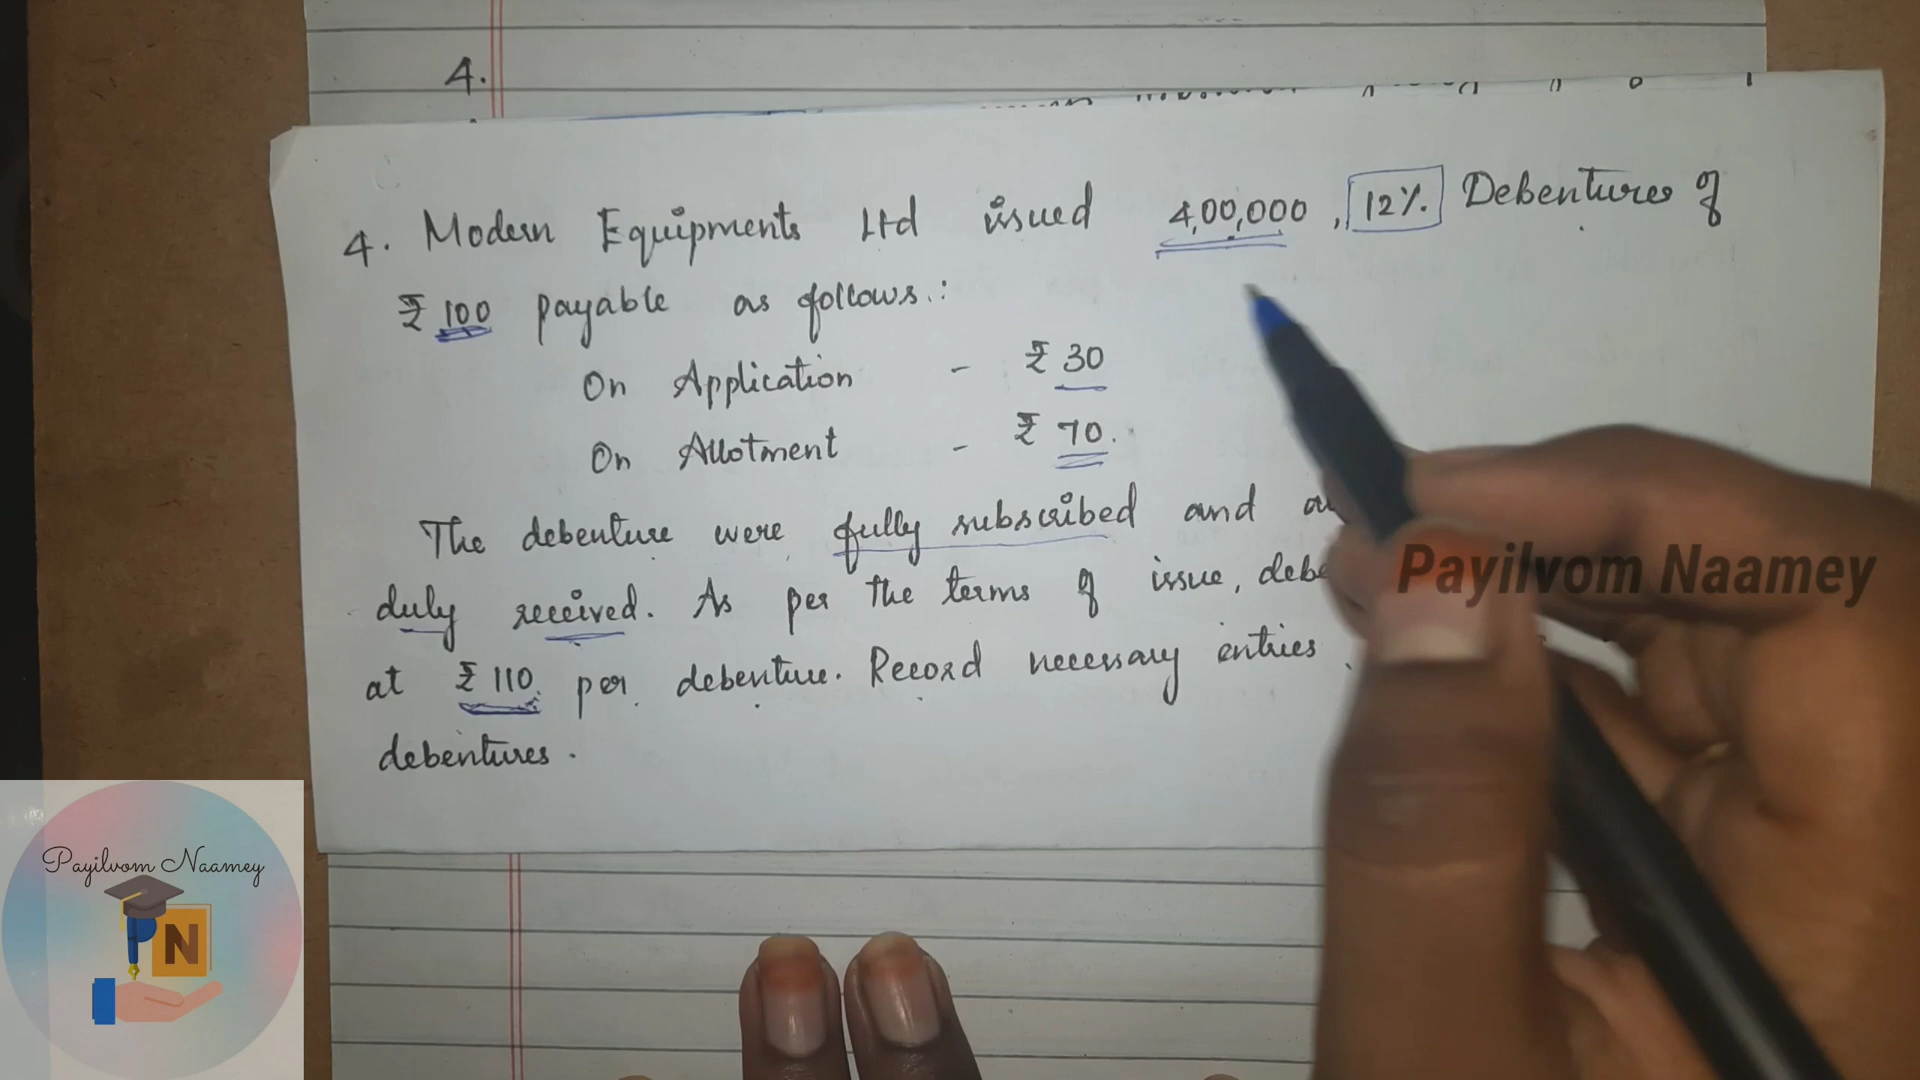 4.
4. Modern Equipments Ltd issued 4,00,000, 12% Debentures of
₹ 100 payable as follows:
On Application - ₹ 30
On Allotment - ₹ 70.
The debenture were fully subscribed and
duly received. As per the terms of issue,
at ₹ 110 per debenture. Record necessary entries
debentures.
Payilvom Naamey
Payilvom Naamey
PN